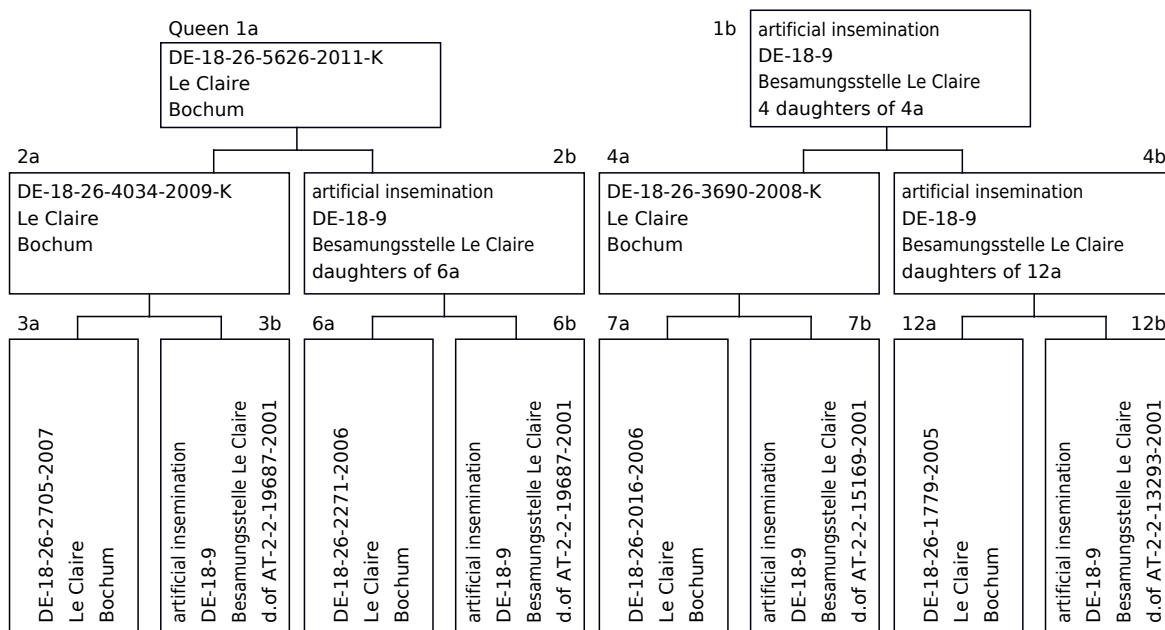 Queen 1a
DE-18-26-5626-2011-K
Le Claire
Bochum
1b
artificial insemination
DE-18-9
Besamungsstelle Le Claire
4 daughters of 4a
2a
DE-18-26-4034-2009-K
Le Claire
Bochum
2b
artificial insemination
DE-18-9
Besamungsstelle Le Claire
daughters of 6a
4a
DE-18-26-3690-2008-K
Le Claire
Bochum
4b
artificial insemination
DE-18-9
Besamungsstelle Le Claire
daughters of 12a
3a
DE-18-26-2705-2007
Le Claire
Bochum
3b
artificial insemination
DE-18-9
Besamungsstelle Le Claire
d.of AT-2-2-19687-2001
6a
DE-18-26-2271-2006
Le Claire
Bochum
6b
artificial insemination
DE-18-9
Besamungsstelle Le Claire
d.of AT-2-2-19687-2001
7a
DE-18-26-2016-2006
Le Claire
Bochum
7b
artificial insemination
DE-18-9
Besamungsstelle Le Claire
d.of AT-2-2-15169-2001
12a
DE-18-26-1779-2005
Le Claire
Bochum
12b
artificial insemination
DE-18-9
Besamungsstelle Le Claire
d.of AT-2-2-13293-2001